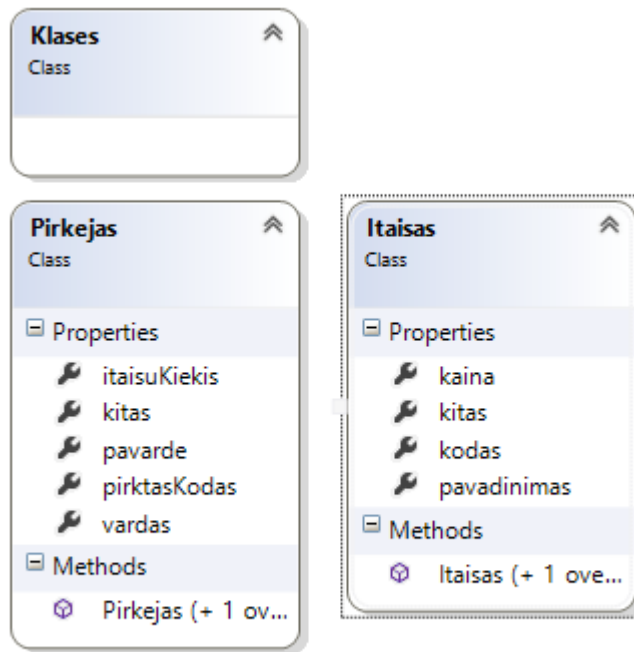 Klases
Class
Pirkejas
Class
Properties
itaisuKiekis
kitas
pavarde
pirktasKodas
vardas
Methods
Pirkejas (+ 1 ov...
Itaisas
Class
Properties
kaina
kitas
kodas
pavadinimas
Methods
Itaisas (+ 1 ove...